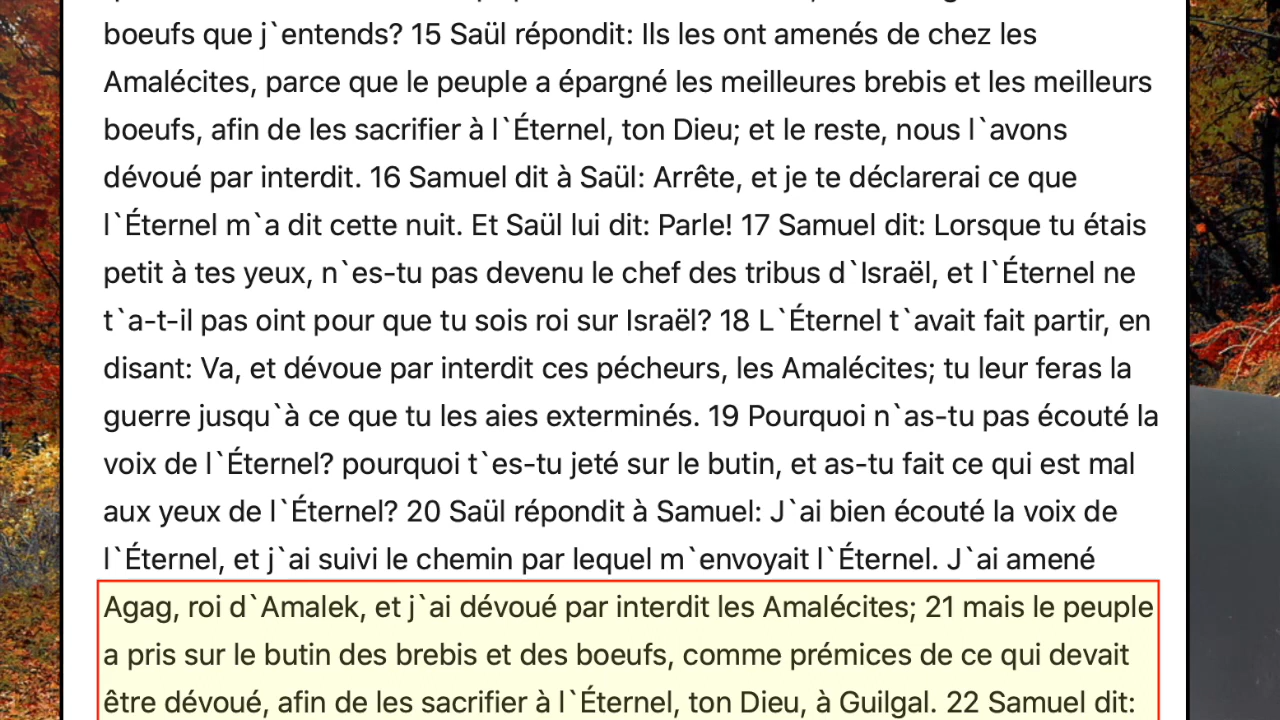 boeufs que j`entends? 15 Saül répondit: Ils les ont amenés de chez les
Amalécites, parce que le peuple a épargné les meilleures brebis et les meilleurs
boeufs, afin de les sacrifier à l`Éternel, ton Dieu; et le reste, nous l`avons
dévoué par interdit. 16 Samuel dit à Saül: Arrête, et je te déclarerai ce que
l`Éternel m`a dit cette nuit. Et Saül lui dit: Parle! 17 Samuel dit: Lorsque tu étais
petit à tes yeux, n`es-tu pas devenu le chef des tribus d`Israël, et l`Éternel ne
t`a-t-il pas oint pour que tu sois roi sur Israël? 18 L`Éternel t`avait fait partir, en
disant: Va, et dévoue par interdit ces pécheurs, les Amalécites; tu leur feras la
guerre jusqu`à ce que tu les aies exterminés. 19 Pourquoi n`as-tu pas écouté la
voix de l`Éternel? pourquoi t`es-tu jeté sur le butin, et as-tu fait ce qui est mal
aux yeux de l`Éternel? 20 Saül répondit à Samuel: J`ai bien écouté la voix de
l`Éternel, et j`ai suivi le chemin par lequel m`envoyait l`Éternel. J`ai amené
Agag, roi d`Amalek, et j`ai dévoué par interdit les Amalécites; 21 mais le peuple
a pris sur le butin des brebis et des boeufs, comme prémices de ce qui devait
être dévoué, afin de les sacrifier à l`Éternel, ton Dieu, à Guilgal. 22 Samuel dit: